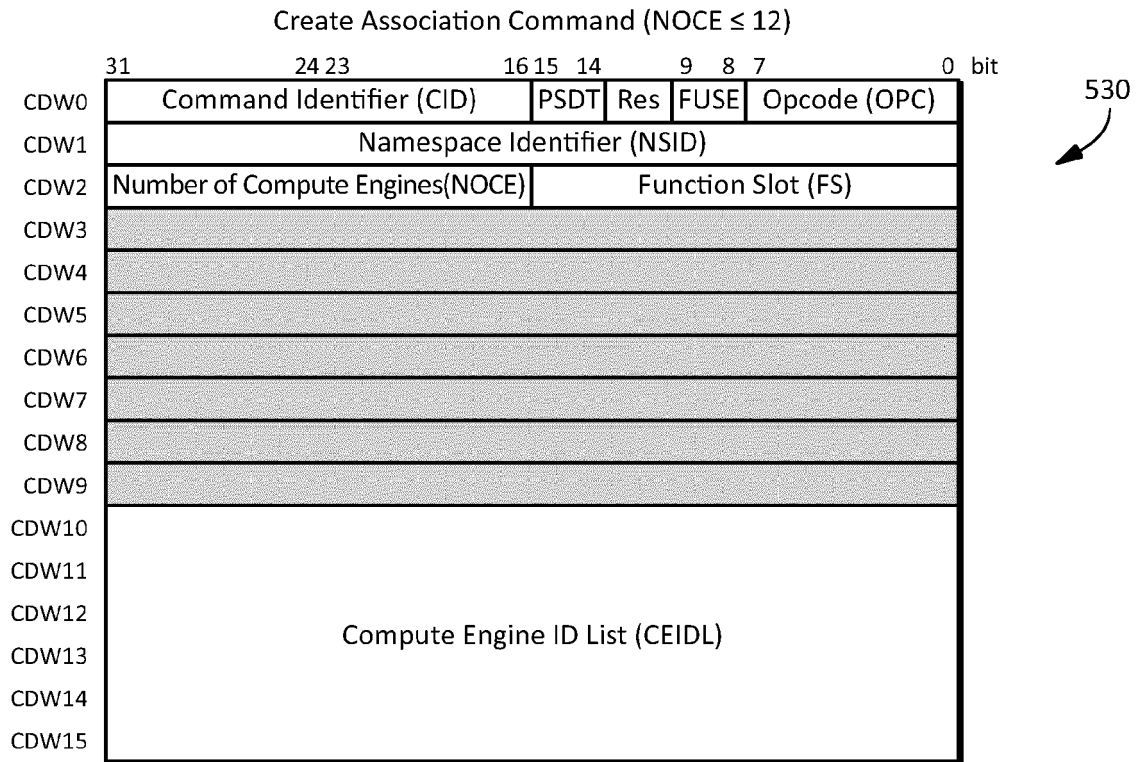 Create Association Command (NOCE ≤ 12)
31 24 23 16 15 14 9 8 7 0 bit
CDW0 Command Identifier (CID) PSDT Res FUSE Opcode (OPC)
530
CDW1 Namespace Identifier (NSID)
CDW2 Number of Compute Engines(NOCE) Function Slot (FS)
CDW3
CDW4
CDW5
CDW6
CDW7
CDW8
CDW9
CDW10
CDW11
CDW12
Compute Engine ID List (CEIDL)
CDW13
CDW14
CDW15